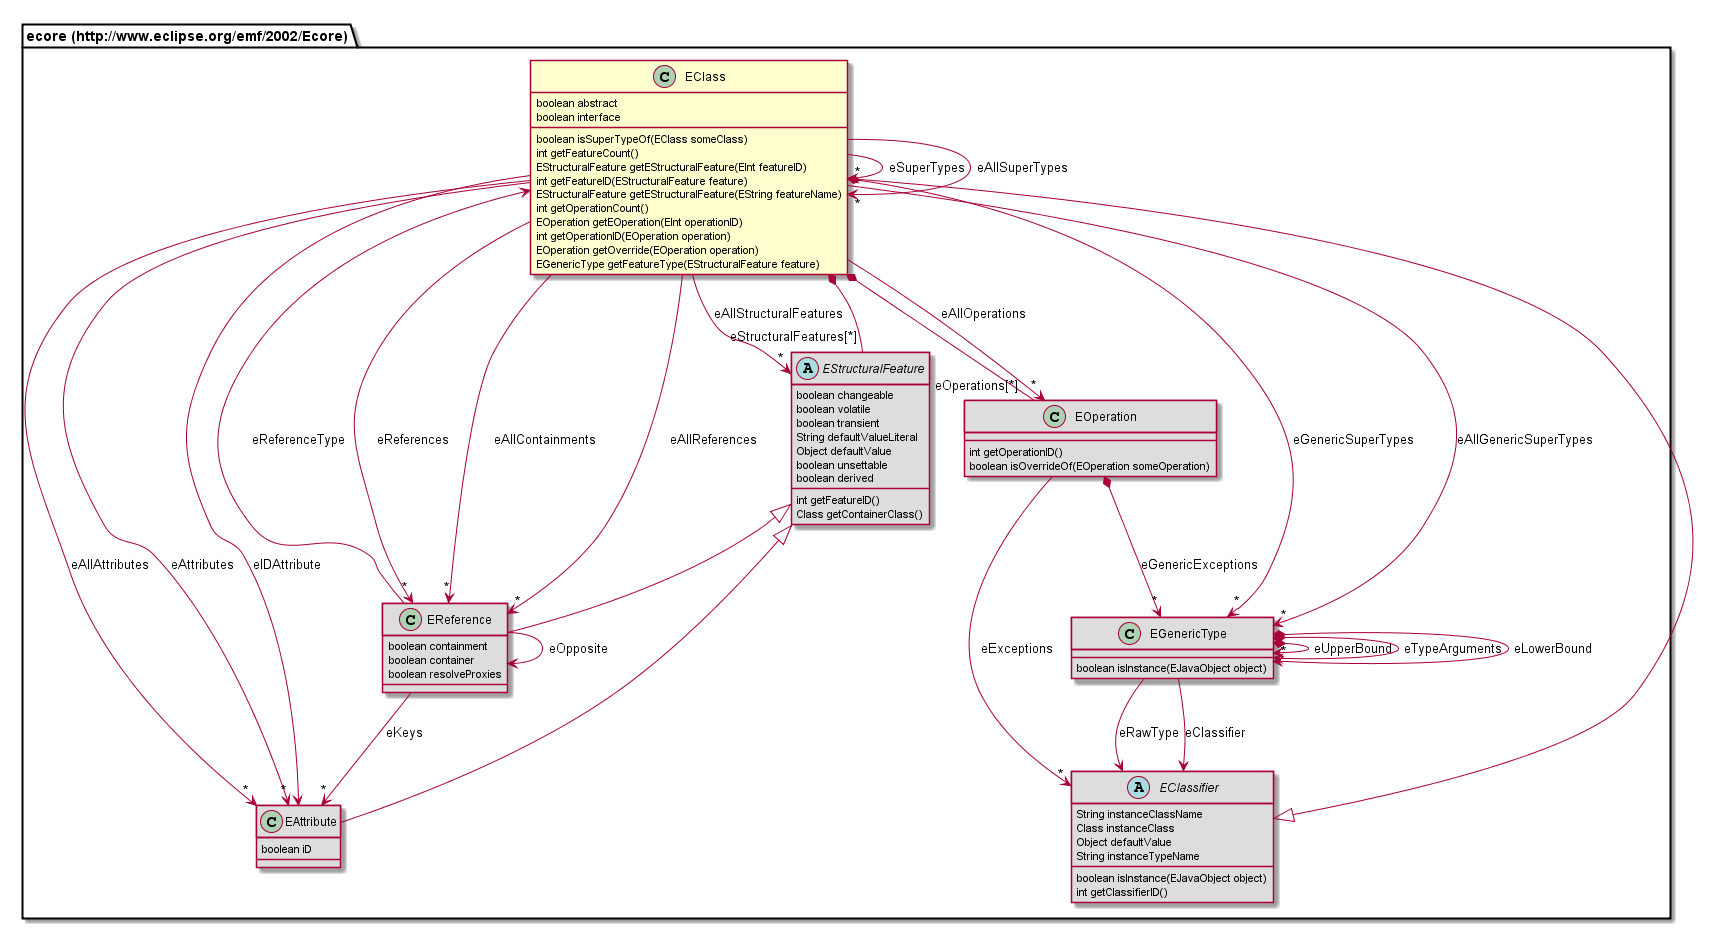 ecore (http://www.eclipse.org/emf/2002/Ecore)
C EClass
boolean abstract
boolean interface
boolean isSuperTypeOf(EClass someClass)
int getFeatureCount()
EStructuralFeature getEStructuralFeature(EInt featureID)
int getFeatureID(EStructuralFeature feature)
EStructuralFeature getEStructuralFeature(EString featureName)
int getOperationCount()
EOperation getEOperation(EInt operationID)
int getOperationID(EOperation operation)
EOperation getOverride(EOperation operation)
EGenericType getFeatureType(EStructuralFeature feature)
* eSuperTypes
eAllSuperTypes
*
eAllStructuralFeatures
eStructuralFeatures[*]
*
eAllOperations
eOperations[*]
*
A EStructuralFeature
boolean changeable
boolean volatile
boolean transient
String defaultValueLiteral
Object defaultValue
boolean unsettable
boolean derived
int getFeatureID()
Class getContainerClass()
C EOperation
int getOperationID()
boolean isOverrideOf(EOperation someOperation)
eReferenceType
eReferences
eAllContainments
eAllReferences
eGenericSuperTypes
eAllGenericSuperTypes
eAllAttributes
eAttributes
eIDAttribute
eGenericExceptions
*
*
*
*
*
*
C EReference
boolean containment
boolean container
boolean resolveProxies
eOpposite
C EGenericType
boolean isInstance(EJavaObject object)
*
eUpperBound
eTypeArguments
eLowerBound
eExceptions
eKeys
eRawType
eClassifier
*
*
*
*
C EAttribute
boolean iD
A EClassifier
String instanceClassName
Class instanceClass
Object defaultValue
String instanceTypeName
boolean isInstance(EJavaObject object)
int getClassifierID()